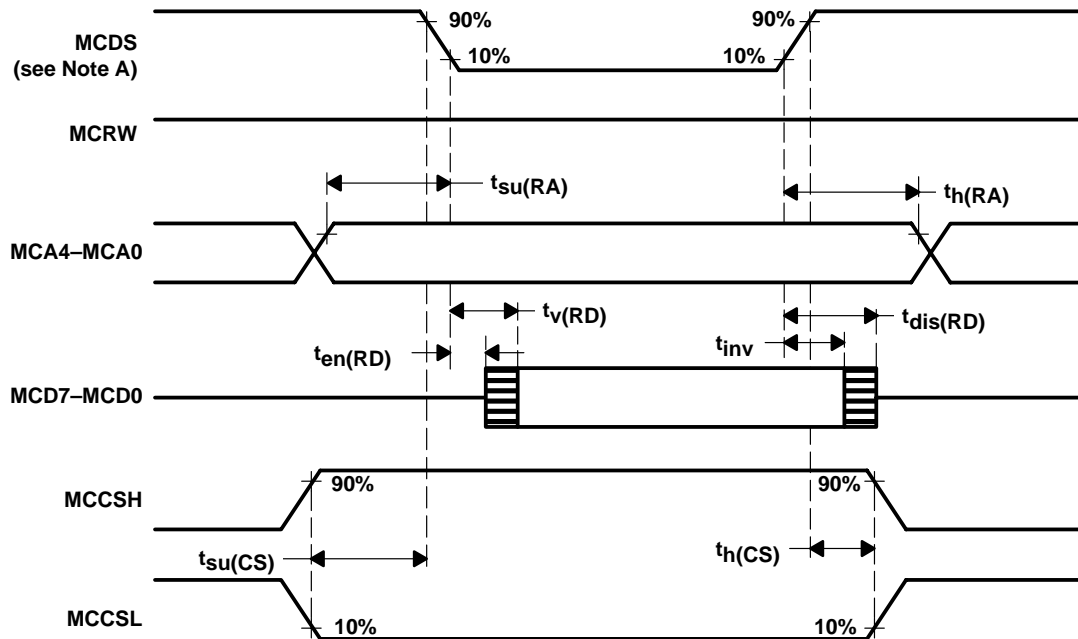 90%
90%
MCDS
(see Note A)
10%
10%
MCRW
tsu(RA)
th(RA)
MCA4–MCA0
tv(RD)
tdis(RD)
ten(RD)
tinv
MCD7–MCD0
MCCSH
90%
90%
tsu(CS)
th(CS)
MCCSL
10%
10%